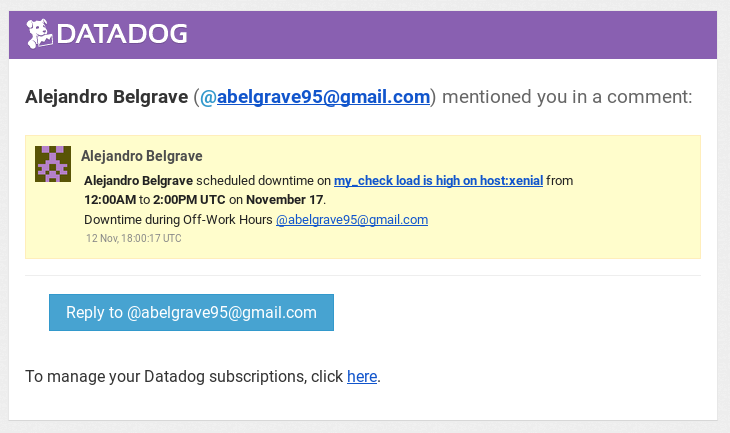 DATADOG
Alejandro Belgrave (@abelgrave95@gmail.com) mentioned you in a comment:
Alejandro Belgrave
Alejandro Belgrave scheduled downtime on my_check load is high on host:xenial from
12:00AM to 2:00PM UTC on November 17.
Downtime during Off-Work Hours @abelgrave95@gmail.com
12 Nov, 18:00:17 UTC
Reply to @abelgrave95@gmail.com
To manage your Datadog subscriptions, click here.